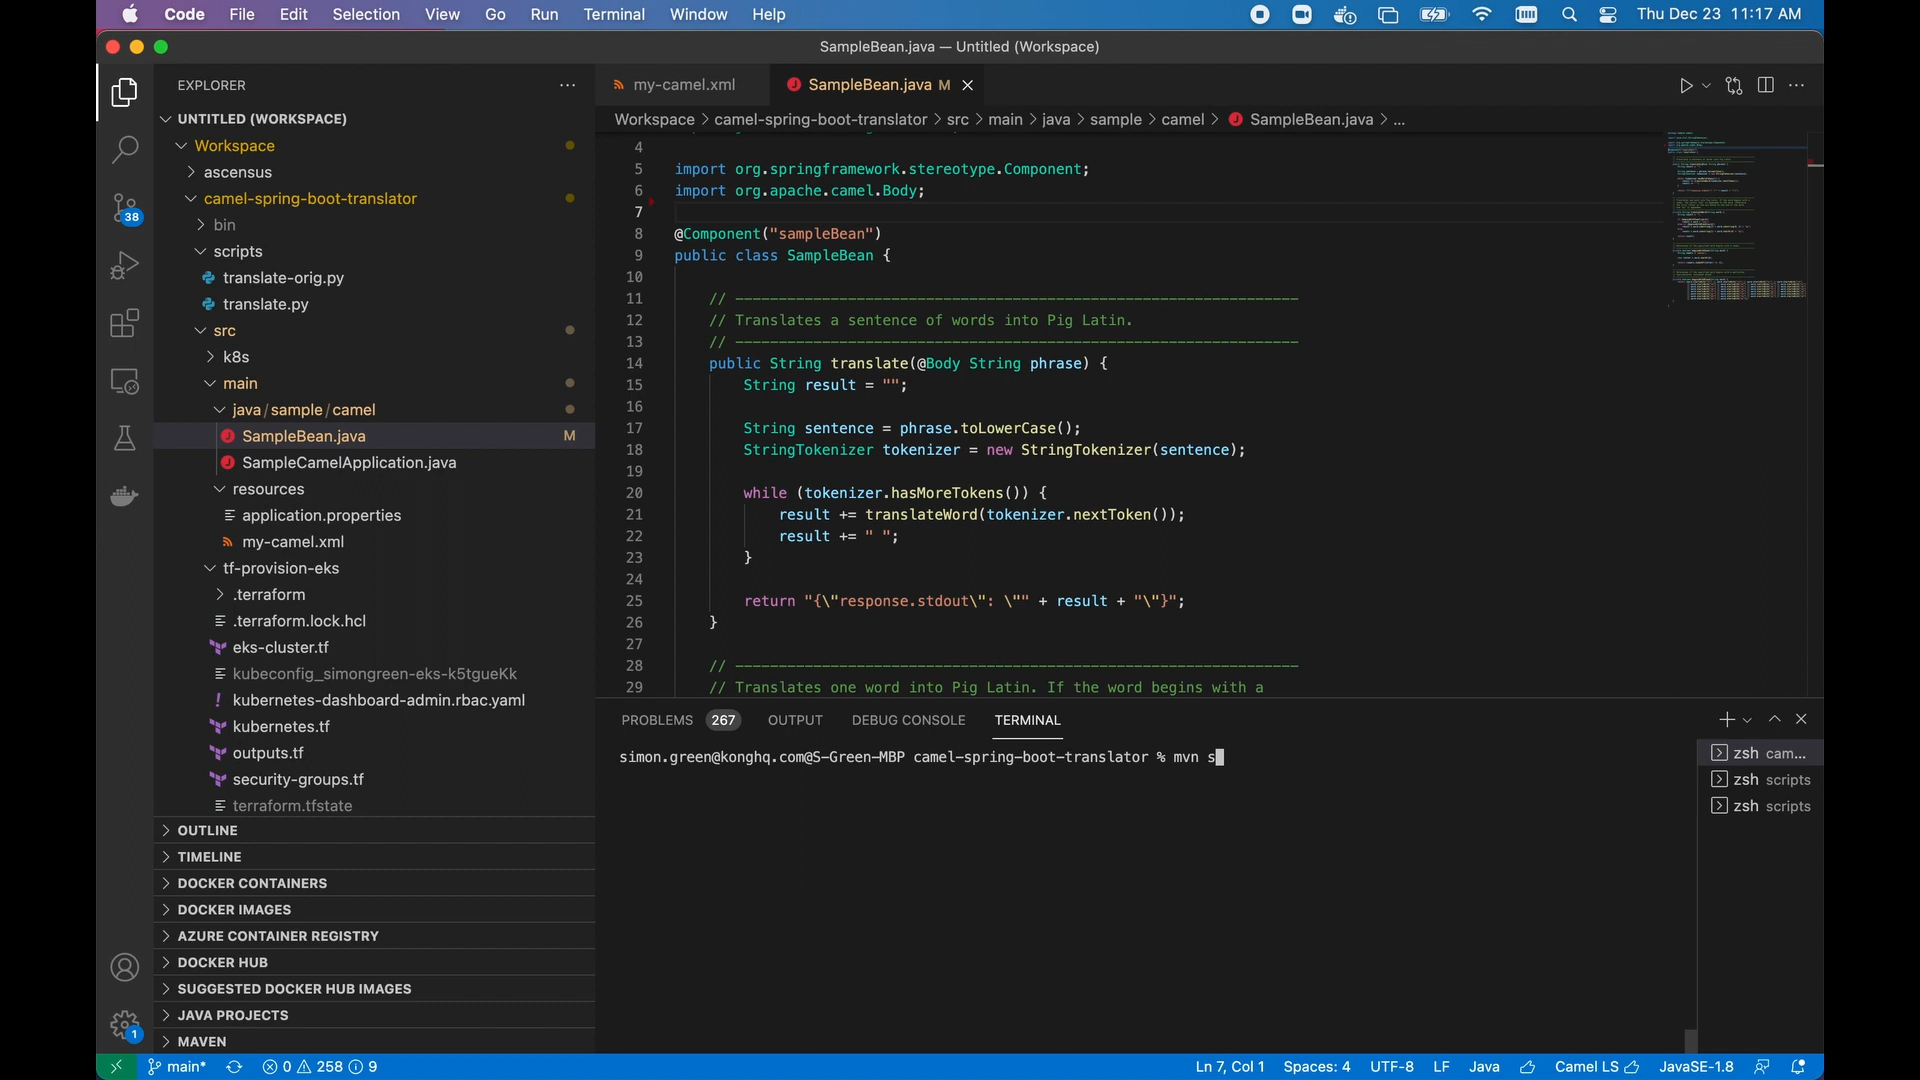 Code File Edit Selection View Go Run Terminal Window Help Thu Dec 23 11:17 AM
SampleBean.java — Untitled (Workspace)
EXPLORER
UNTITLED (WORKSPACE)
Workspace
ascensus
camel-spring-boot-translator
bin
scripts
translate-orig.py
translate.py
src
k8s
main
java/sample/camel
SampleBean.java M
SampleCamelApplication.java
resources
application.properties
my-camel.xml
tf-provision-eks
.terraform
.terraform.lock.hcl
eks-cluster.tf
kubeconfig_simongreen-eks-k5tgueKk
kubernetes-dashboard-admin.rbac.yaml
kubernetes.tf
outputs.tf
security-groups.tf
terraform.tfstate
OUTLINE
TIMELINE
DOCKER CONTAINERS
DOCKER IMAGES
AZURE CONTAINER REGISTRY
DOCKER HUB
SUGGESTED DOCKER HUB IMAGES
JAVA PROJECTS
MAVEN
38
1
my-camel.xml SampleBean.java M
Workspace > camel-spring-boot-translator > src > main > java > sample > camel > SampleBean.java > ...
4
5 import org.springframework.stereotype.Component;
6 import org.apache.camel.Body;
7
8 @Component("sampleBean")
9 public class SampleBean {
10
11 // -----------------------------------------------------------------
12 // Translates a sentence of words into Pig Latin.
13 // -----------------------------------------------------------------
14 public String translate(@Body String phrase) {
15 String result = "";
16
17 String sentence = phrase.toLowerCase();
18 StringTokenizer tokenizer = new StringTokenizer(sentence);
19
20 while (tokenizer.hasMoreTokens()) {
21 result += translateWord(tokenizer.nextToken());
22 result += " ";
23 }
24
25 return "{\"response.stdout\": \"" + result + "\"}";
26 }
27
28 // -----------------------------------------------------------------
29 // Translates one word into Pig Latin. If the word begins with a
PROBLEMS 267 OUTPUT DEBUG CONSOLE TERMINAL
simon.green@konghq.com@S-Green-MBP camel-spring-boot-translator % mvn s
zsh cam...
zsh scripts
zsh scripts
main* 0 258 9 Ln 7, Col 1 Spaces: 4 UTF-8 LF Java Camel LS JavaSE-1.8